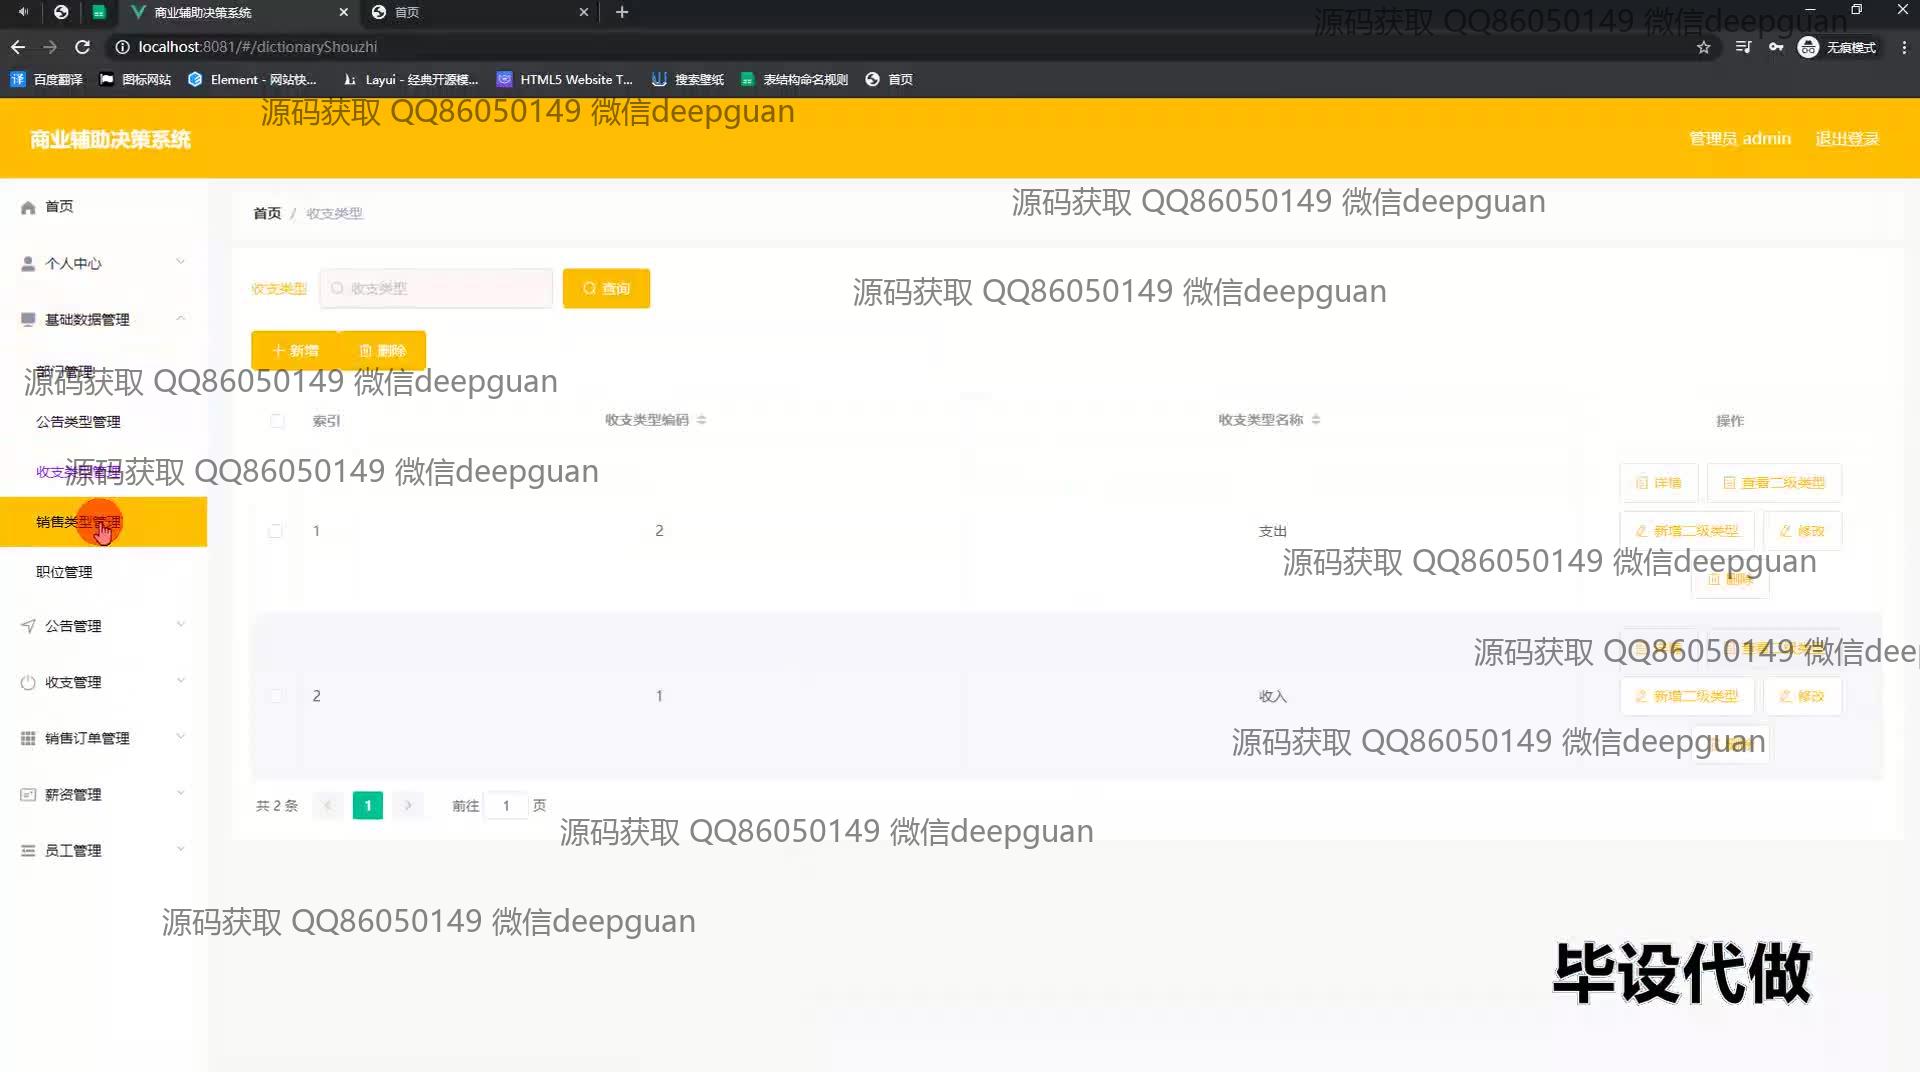 商业辅助决策系统
首页
源码获取 QQ86050149 微信deepguan
localhost:8081/#/dictionaryShouzhi
无痕模式
百度翻译
图标网站
Element - 网站快...
Layui - 经典开源模...
HTML5 Website T...
搜索壁纸
表结构命名规则
首页
源码获取 QQ86050149 微信deepguan
商业辅助决策系统
管理员 admin
退出登录
首页
首页 / 收支类型
源码获取 QQ86050149 微信deepguan
个人中心
收支类型
收支类型
查询
源码获取 QQ86050149 微信deepguan
基础数据管理
新增
删除
部门管理
源码获取 QQ86050149 微信deepguan
公告类型管理
索引
收支类型编码
收支类型名称
操作
收支类型管理
源码获取 QQ86050149 微信deepguan
详情
查看二级类型
销售类型管理
1
2
支出
新增二级类型
修改
源码获取 QQ86050149 微信deepguan
删除
职位管理
公告管理
源码获取 QQ86050149 微信dee
收支管理
2
1
收入
新增二级类型
修改
销售订单管理
源码获取 QQ86050149 微信deepguan
薪资管理
共 2 条
1
前往 1 页
源码获取 QQ86050149 微信deepguan
员工管理
源码获取 QQ86050149 微信deepguan
毕设代做